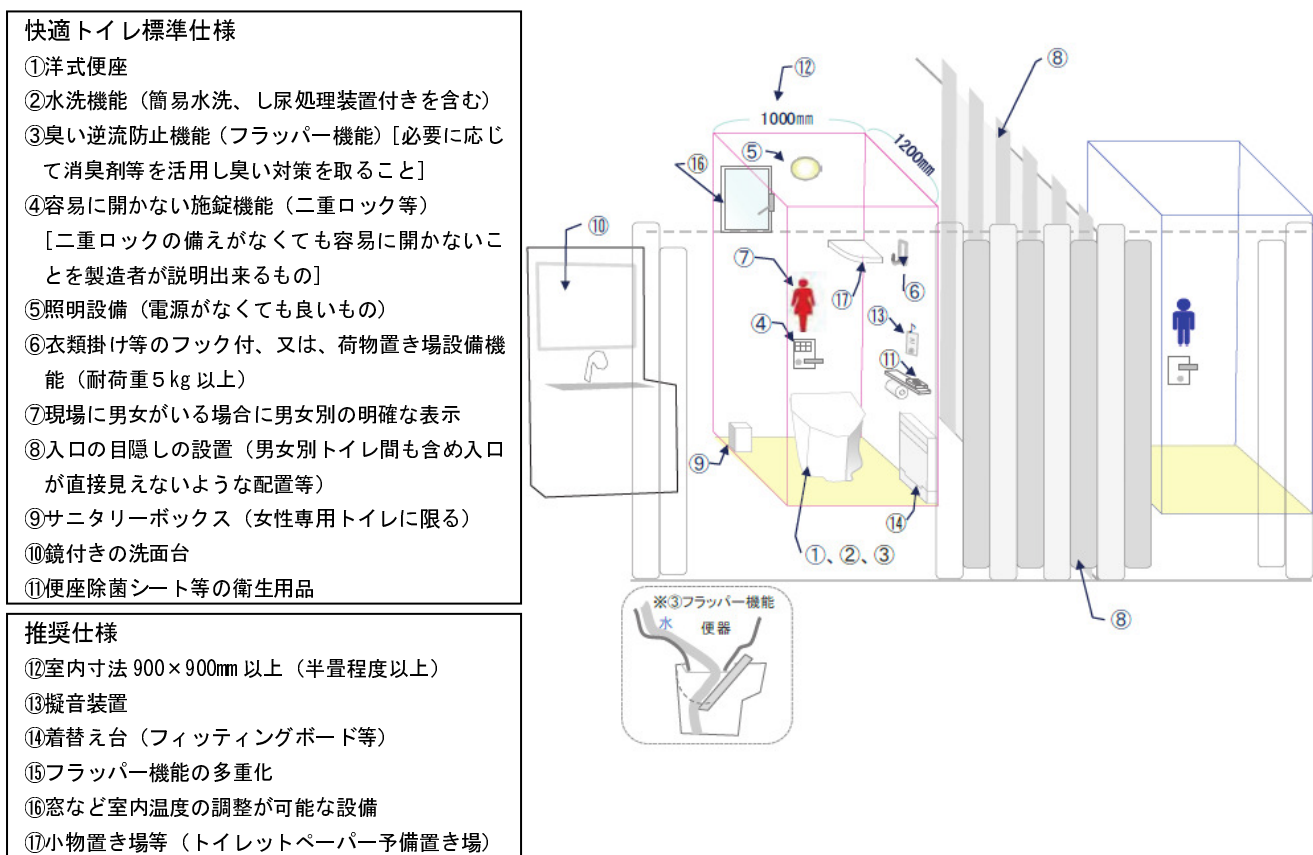 快適トイレ標準仕様
①洋式便座
②水洗機能（簡易水洗、し尿処理装置付きを含む）
③臭い逆流防止機能（フラッパー機能）[必要に応じ
て消臭剤等を活用し臭い対策を取ること]
④容易に開かない施錠機能（二重ロック等）
[二重ロックの備えがなくても容易に開かないこ
とを製造者が説明出来るもの]
⑤照明設備（電源がなくても良いもの）
⑥衣類掛け等のフック付、又は、荷物置き場設備機
能（耐荷重５kg 以上）
⑦現場に男女がいる場合に男女別の明確な表示
⑧入口の目隠しの設置（男女別トイレ間も含め入口
が直接見えないような配置等）
⑨サニタリーボックス（女性専用トイレに限る）
⑩鏡付きの洗面台
⑪便座除菌シート等の衛生用品
推奨仕様
⑫室内寸法 900×900㎜ 以上（半畳程度以上）
⑬擬音装置
⑭着替え台（フィッティングボード等）
⑮フラッパー機能の多重化
⑯窓など室内温度の調整が可能な設備
⑰小物置き場等（トイレットペーパー予備置き場）
⑫
⑧
1000mm
1200mm
⑤
⑯
⑩
⑦
⑰
⑥
⑬
④
⑪
⑨
⑭
①、②、③
⑧
※③フラッパー機能
水
便器